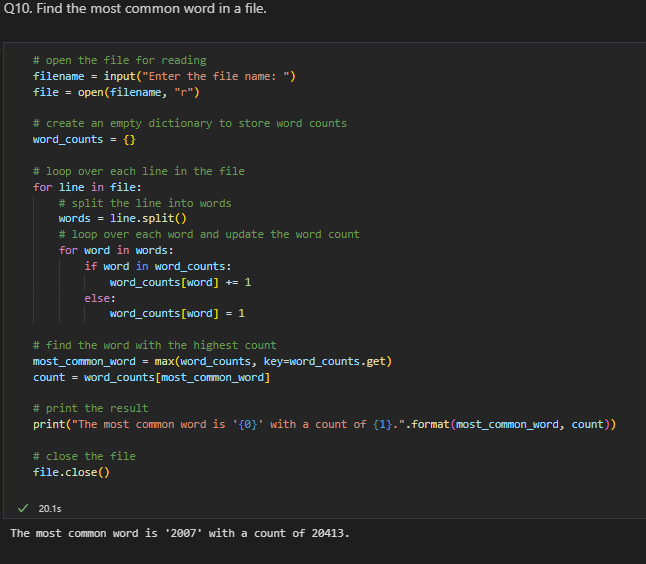 Q10. Find the most common word in a file.
# open the file for reading
filename = input("Enter the file name: ")
file = open(filename, "r")
# create an empty dictionary to store word counts
word_counts = {}
# loop over each line in the file
for line in file:
# split the line into words
words = line.split()
# loop over each word and update the word count
for word in words:
if word in word_counts:
word_counts[word] += 1
else:
word_counts[word] = 1
# find the word with the highest count
most_common_word = max(word_counts, key=word_counts.get)
count = word_counts[most_common_word]
# print the result
print("The most common word is '{0}' with a count of {1}.".format(most_common_word, count))
# close the file
file.close()
20.1s
The most common word is '2007' with a count of 20413.